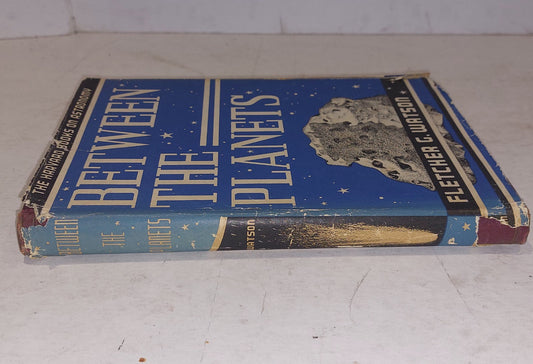 THE HARVARD BOOKS ON ASTRONOMY
BETWEEN
THE
PLANETS
FLETCHER G. WATSON
BETWEEN
THE
PLANETS
WATSON